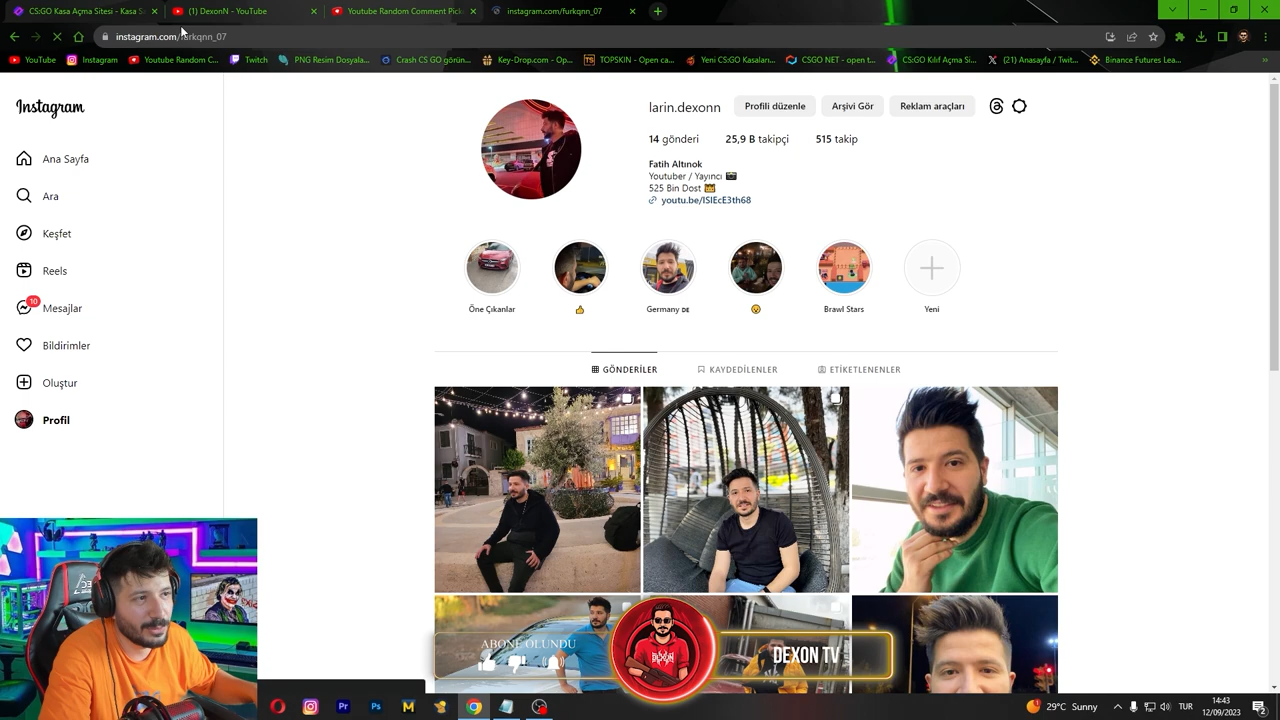 CS:GO Kasa Açma Sitesi - Kasa S
(1) DexonN - YouTube
Youtube Random Comment Pick
instagram.com/furkqnn_07
instagram.com/furkqnn_07
YouTube
Instagram
Youtube Random C...
Twitch
PNG Resim Dosyala...
Crash CS GO görün...
Key-Drop.com - Op...
TOPSKIN - Open ca...
Yeni CS:GO Kasaları...
CSGO NET - open t...
CS:GO Kılıf Açma Si...
(21) Anasayfa / Twit...
Binance Futures Lea...
Instagram
Ana Sayfa
Ara
Keşfet
Reels
10
Mesajlar
Bildirimler
Oluştur
Profil
larin.dexonn
Profili düzenle
Arşivi Gör
Reklam araçları
14 gönderi
25,9 B takipçi
515 takip
Fatih Altınok
Youtuber / Yayıncı
525 Bin Dost
youtu.be/lSlEcE3th68
Öne Çıkanlar
Germany DE
Brawl Stars
Yeni
GÖNDERİLER
KAYDEDİLENLER
ETİKETLENENLER
ABONE OLUNDU
DEXON TV
29°C Sunny
TUR
14:43
12/09/2023
2